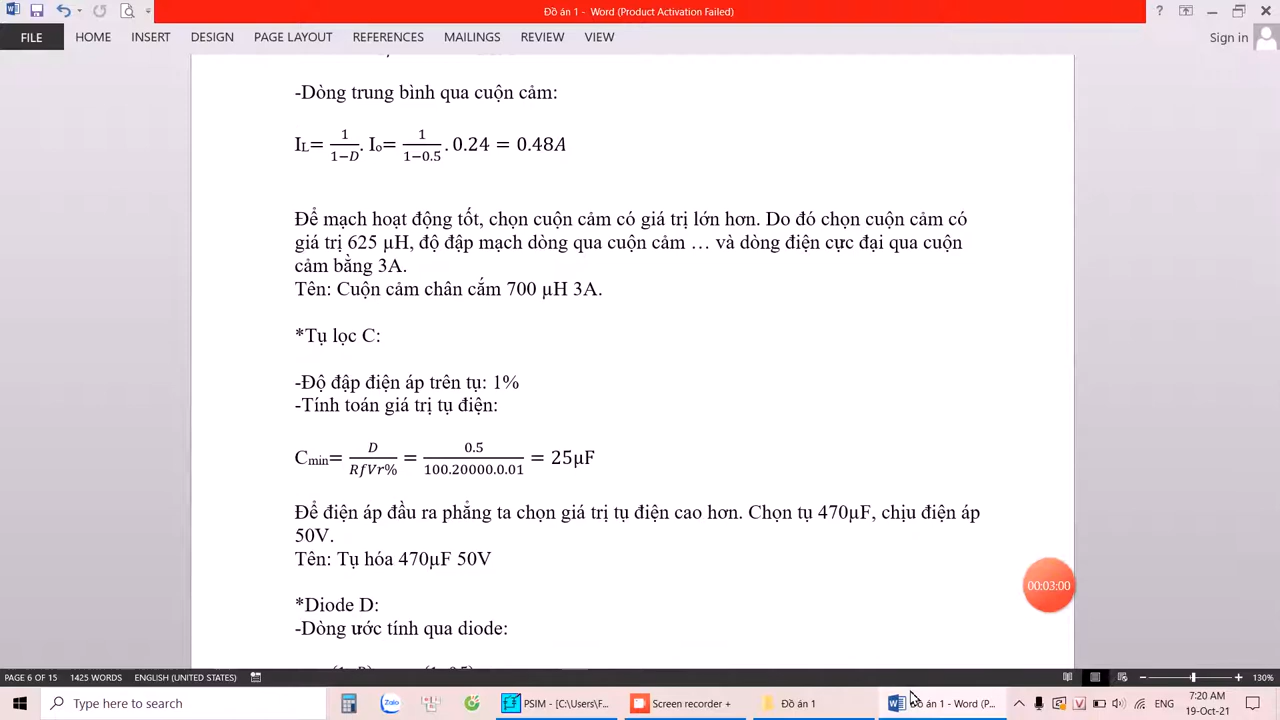 Đồ án 1 - Word (Product Activation Failed)
FILE HOME INSERT DESIGN PAGE LAYOUT REFERENCES MAILINGS REVIEW VIEW Sign in
-Dòng trung bình qua cuộn cảm:
IL= 1/(1−D). Io= 1/(1−0.5) . 0.24 = 0.48A
Để mạch hoạt động tốt, chọn cuộn cảm có giá trị lớn hơn. Do đó chọn cuộn cảm có
giá trị 625 µH, độ đập mạch dòng qua cuộn cảm … và dòng điện cực đại qua cuộn
cảm bằng 3A.
Tên: Cuộn cảm chân cắm 700 µH 3A.
*Tụ lọc C:
-Độ đập điện áp trên tụ: 1%
-Tính toán giá trị tụ điện:
Cmin= D/(RfVr%) = 0.5/(100.20000.0.01) = 25µF
Để điện áp đầu ra phẳng ta chọn giá trị tụ điện cao hơn. Chọn tụ 470µF, chịu điện áp
50V.
Tên: Tụ hóa 470µF 50V
00:03:00
*Diode D:
-Dòng ước tính qua diode:
PAGE 6 OF 15 1425 WORDS ENGLISH (UNITED STATES) 130%
Type here to search Zalo PSIM - [C:\Users\F... Screen recorder + Đồ án 1 Đồ án 1 - Word (P... ENG 7:20 AM
19-Oct-21